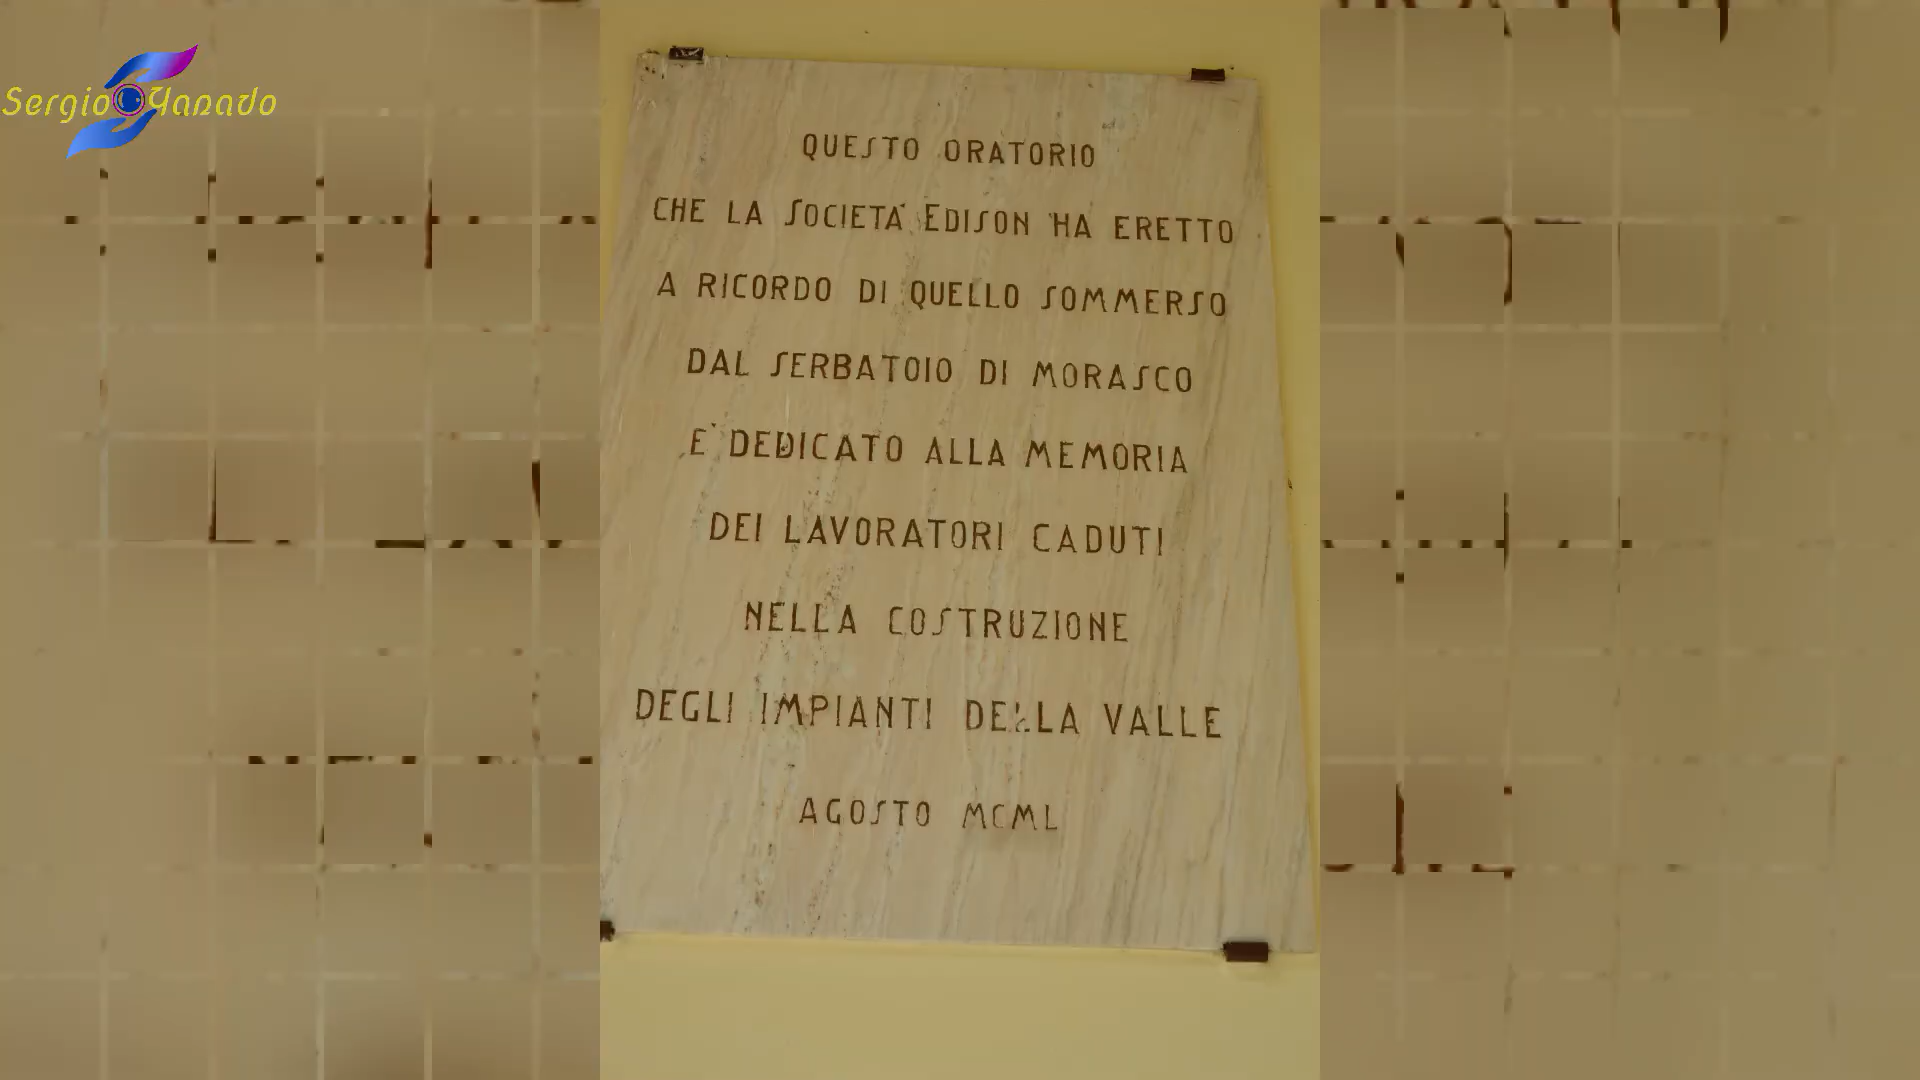 Sergio Yanado
QUESTO ORATORIO
CHE LA SOCIETA' EDISON HA ERETTO
A RICORDO DI QUELLO SOMMERSO
DAL SERBATOIO DI MORASCO
E' DEDICATO ALLA MEMORIA
DEI LAVORATORI CADUTI
NELLA COSTRUZIONE
DEGLI IMPIANTI DELLA VALLE
AGOSTO MCML